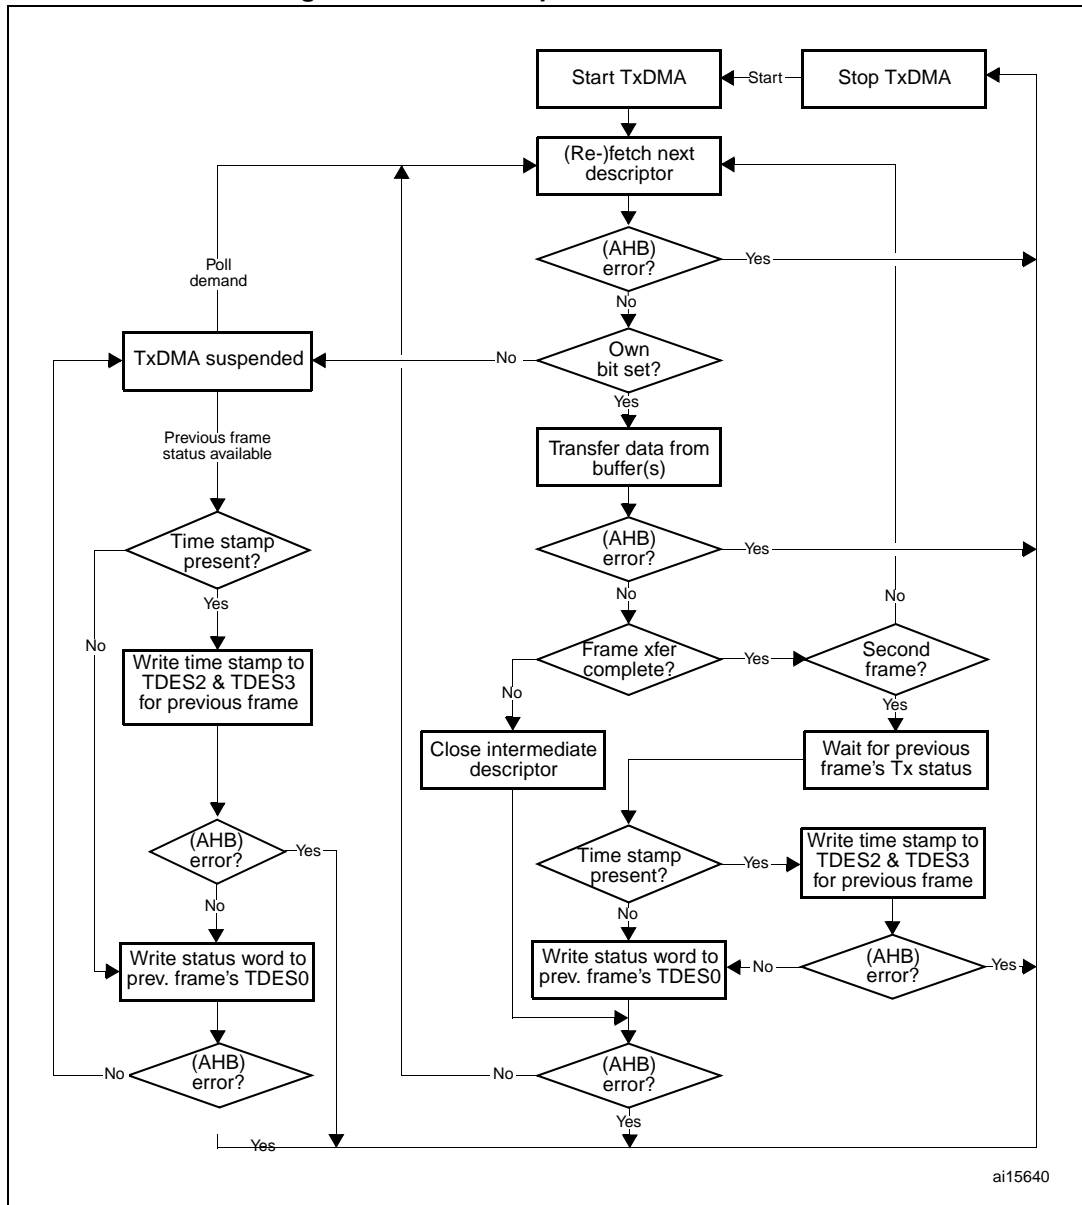 Start TxDMA
Start
Stop TxDMA
(Re-)fetch next
descriptor
(AHB)
error?
Yes
No
Poll
demand
TxDMA suspended
No
Own
bit set?
Yes
Previous frame
status available
Transfer data from
buffer(s)
Time stamp
present?
(AHB)
error?
Yes
No
Yes
No
No
Write time stamp to
TDES2 & TDES3
for previous frame
Frame xfer
complete?
Yes
Second
frame?
No
Yes
Close intermediate
descriptor
Wait for previous
frame's Tx status
(AHB)
error?
Yes
No
Time stamp
present?
Yes
Write time stamp to
TDES2 & TDES3
for previous frame
No
Write status word to
prev. frame's TDES0
Write status word to
prev. frame's TDES0
No
(AHB)
error?
Yes
No
(AHB)
error?
No
(AHB)
error?
Yes
Yes
ai15640